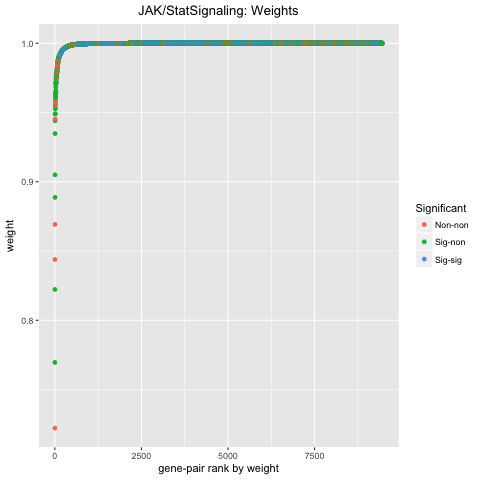 JAK/StatSignaling: Weights
1.0
0.9
0.8
weight
0
2500
5000
7500
gene-pair rank by weight
Significant
Non-non
Sig-non
Sig-sig